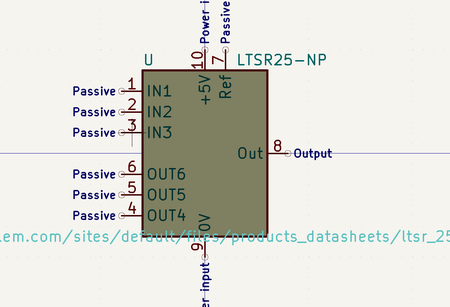 Power-i
Passive
U
LTSR25-NP
10
7
+5V
Ref
Passive 1 IN1
Passive 2 IN2
Passive 3 IN3
Out 8 Output
Passive 6 OUT6
Passive 5 OUT5
Passive 4 OUT4
0V
lem.com/sites/default/files/products_datasheets/ltsr_25
9
er-input